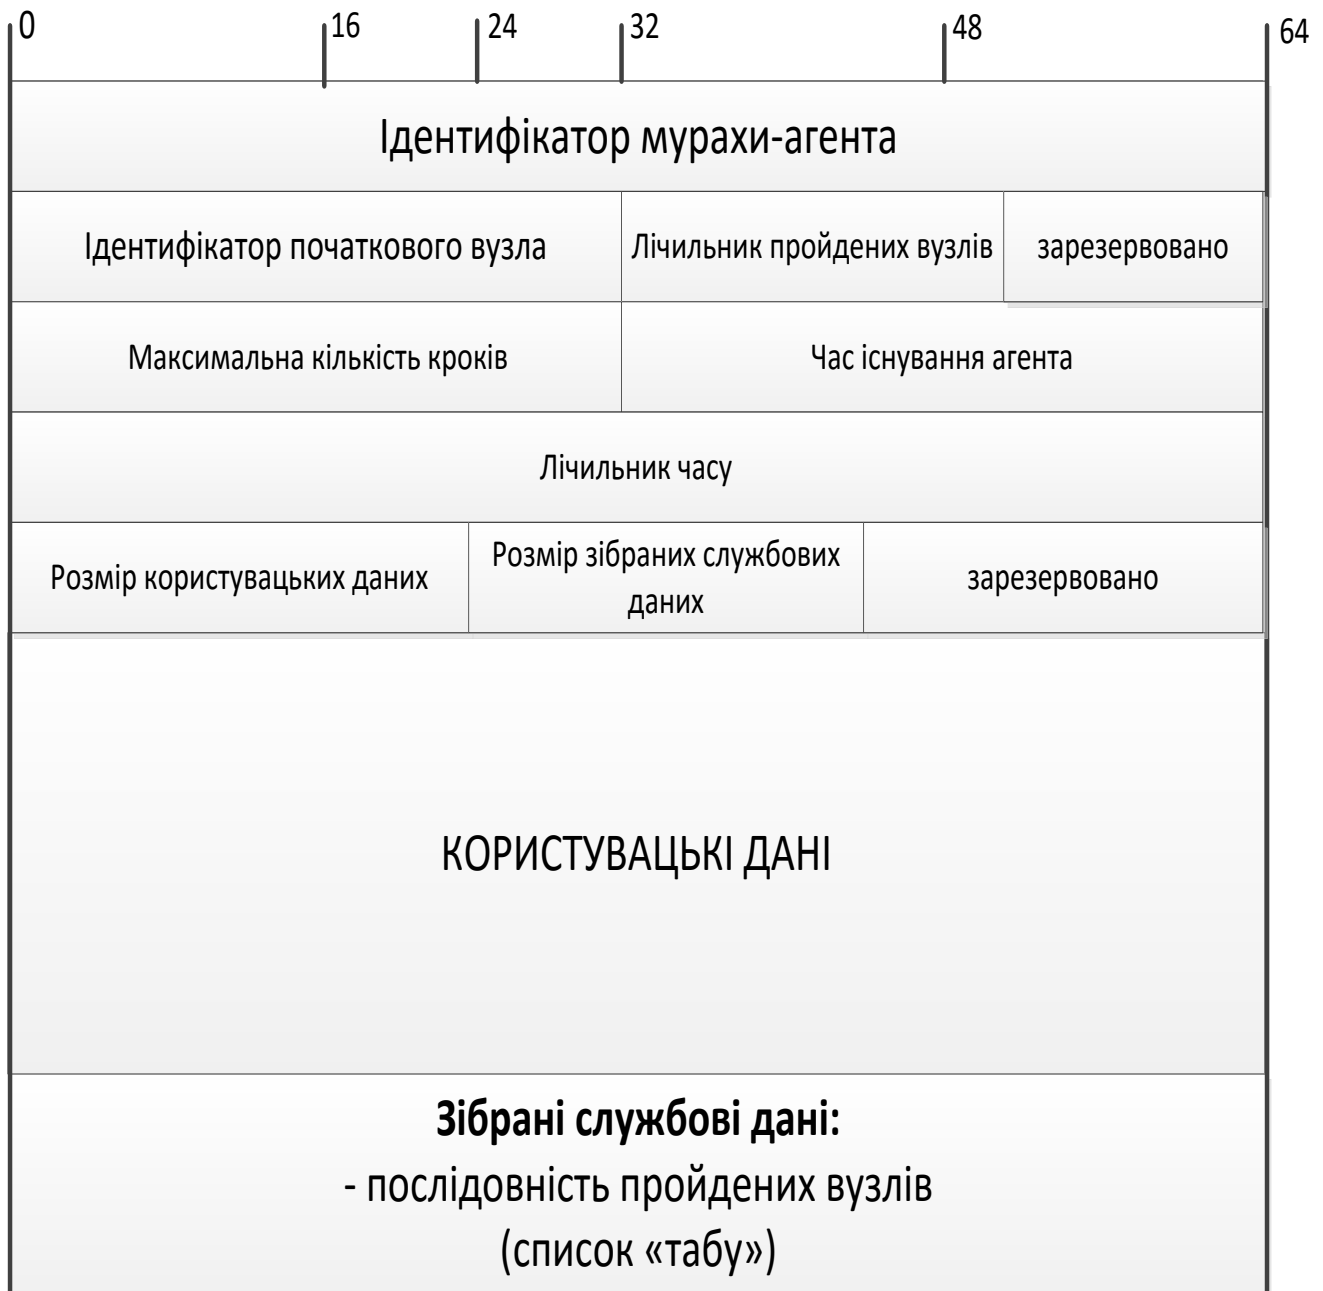 0 16 24 32 48 64
Ідентифікатор мурахи-агента
Ідентифікатор початкового вузла Лічильник пройдених вузлів зарезервовано
Максимальна кількість кроків Час існування агента
Лічильник часу
Розмір користувацьких даних Розмір зібраних службових
даних зарезервовано
КОРИСТУВАЦЬКІ ДАНІ
Зібрані службові дані:
- послідовність пройдених вузлів
(список «табу»)